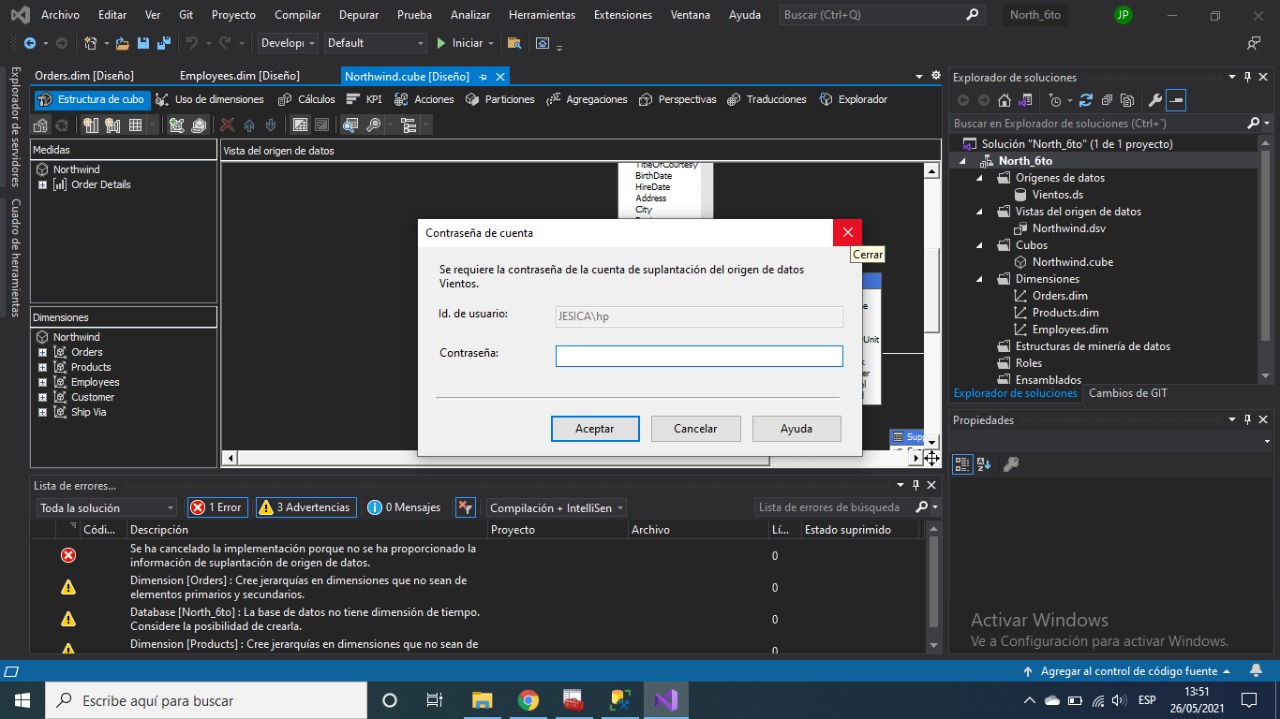 Archivo Editar Ver Git Proyecto Compilar Depurar Prueba Analizar Herramientas Extensiones Ventana Ayuda Buscar (Ctrl+Q) North_6to JP
Developi Default Iniciar
Orders.dim [Diseño] Employees.dim [Diseño] Northwind.cube [Diseño]
Estructura de cubo Uso de dimensiones Cálculos KPI Acciones Particiones Agregaciones Perspectivas Traducciones Explorador
Explorador de servidores
Cuadro de herramientas
Medidas
Northwind
Order Details
Dimensiones
Northwind
Orders
Products
Employees
Customer
Ship Via
Vista del origen de datos
TitleOfCourtesy
BirthDate
HireDate
Address
City
Contraseña de cuenta
Cerrar
Se requiere la contraseña de la cuenta de suplantación del origen de datos
Vientos.
Id. de usuario: JESICA\hp
Contraseña:
Aceptar Cancelar Ayuda
Explorador de soluciones
Buscar en Explorador de soluciones (Ctrl+`)
Solución "North_6to" (1 de 1 proyecto)
North_6to
Orígenes de datos
Vientos.ds
Vistas del origen de datos
Northwind.dsv
Cubos
Northwind.cube
Dimensiones
Orders.dim
Products.dim
Employees.dim
Estructuras de minería de datos
Roles
Ensamblados
Explorador de soluciones Cambios de GIT
Propiedades
Lista de errores...
Toda la solución 1 Error 3 Advertencias 0 Mensajes Compilación + IntelliSen Lista de errores de búsqueda
Códi... Descripción Proyecto Archivo Lí... Estado suprimido
Se ha cancelado la implementación porque no se ha proporcionado la
información de suplantación de origen de datos.
0
Dimension [Orders] : Cree jerarquías en dimensiones que no sean de
elementos primarios y secundarios.
0
Database [North_6to] : La base de datos no tiene dimensión de tiempo.
Considere la posibilidad de crearla.
0
Dimension [Products] : Cree jerarquías en dimensiones que no sean de
0
Activar Windows
Ve a Configuración para activar Windows.
Agregar al control de código fuente
Escribe aquí para buscar
ESP
13:51
26/05/2021